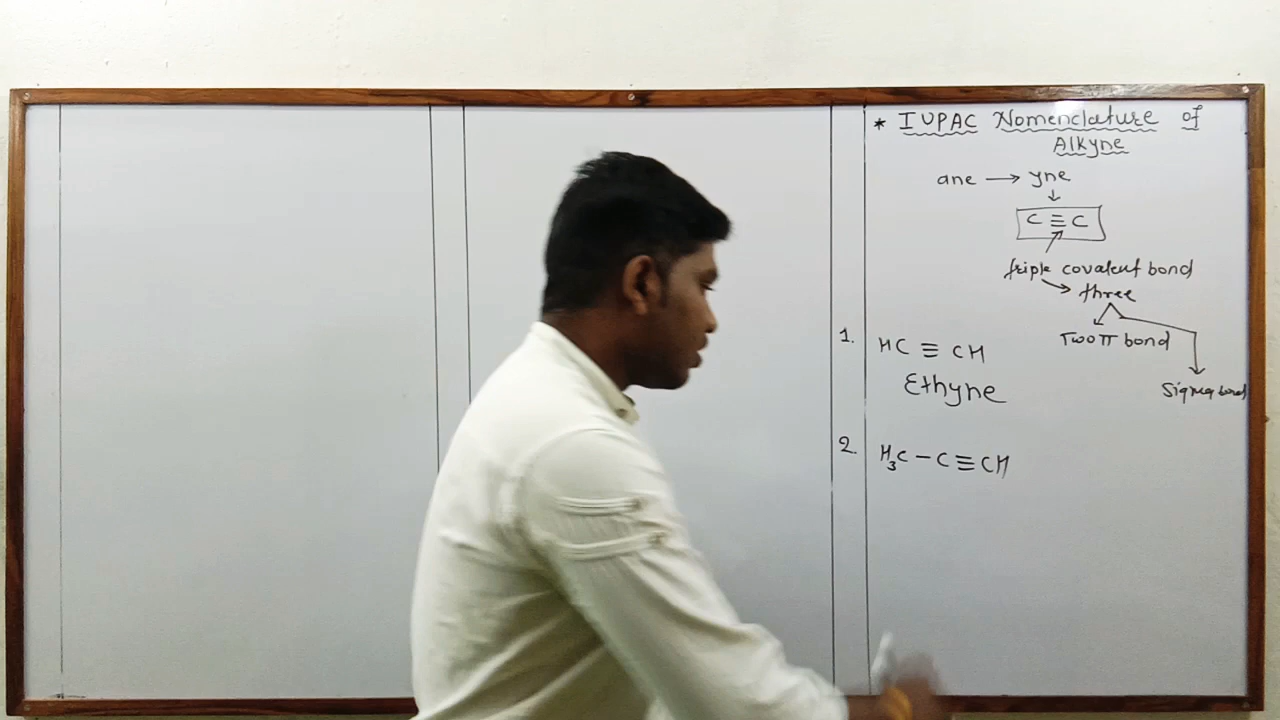 * IUPAC Nomenclature of
Alkyne
ane → yne
↓
C ≡ C
triple covalent bond
→ three
Two π bond
Sigma bond
1. HC ≡ CH
Ethyne
2. H₃C – C ≡ CH